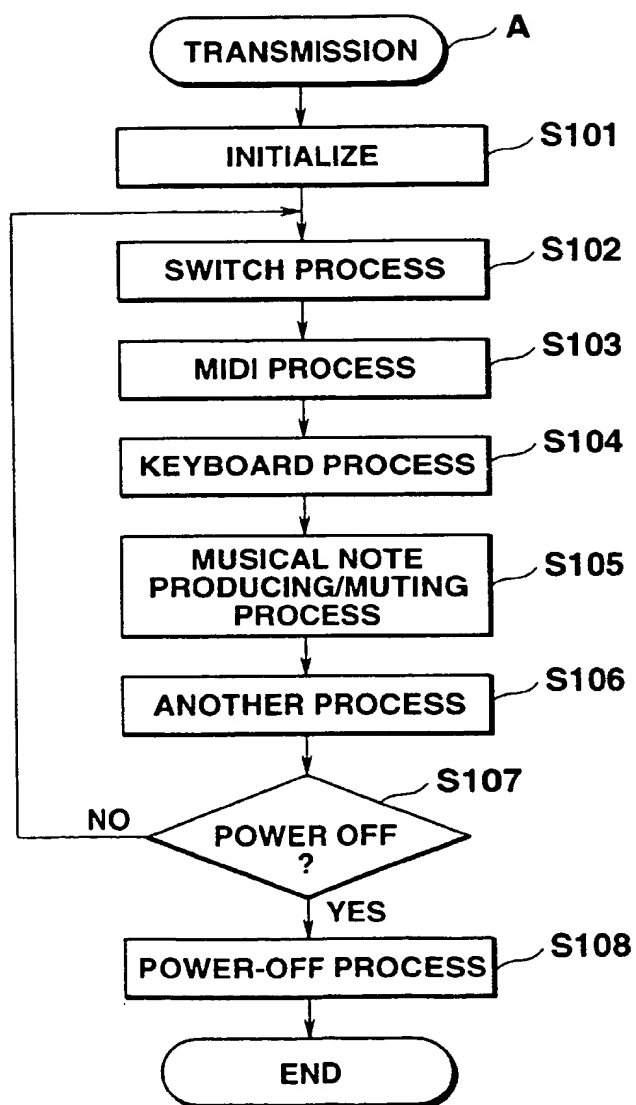 TRANSMISSION
A
INITIALIZE
S101
SWITCH PROCESS
S102
MIDI PROCESS
S103
KEYBOARD PROCESS
S104
MUSICAL NOTE
PRODUCING/MUTING
PROCESS
S105
ANOTHER PROCESS
S106
S107
NO
POWER OFF
?
YES
POWER-OFF PROCESS
S108
END